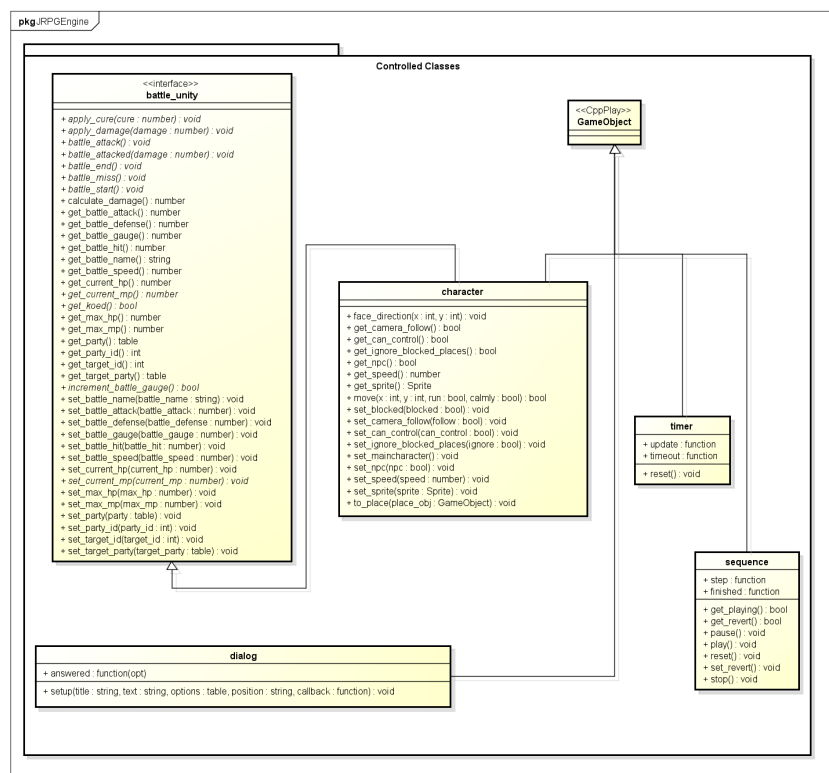 pkg JRPGEngine
Controlled Classes
<<interface>>
battle_unity
+ apply_cure(cure : number) : void
+ apply_damage(damage : number) : void
+ battle_attack() : void
+ battle_attacked(damage : number) : void
+ battle_end() : void
+ battle_miss() : void
+ battle_start() : void
+ calculate_damage() : number
+ get_battle_attack() : number
+ get_battle_defense() : number
+ get_battle_gauge() : number
+ get_battle_hit() : number
+ get_battle_name() : string
+ get_battle_speed() : number
+ get_current_hp() : number
+ get_current_mp() : number
+ get_koed() : bool
+ get_max_hp() : number
+ get_max_mp() : number
+ get_party() : table
+ get_party_id() : int
+ get_target_id() : int
+ get_target_party() : table
+ increment_battle_gauge() : bool
+ set_battle_name(battle_name : string) : void
+ set_battle_attack(battle_attack : number) : void
+ set_battle_defense(battle_defense : number) : void
+ set_battle_gauge(battle_gauge : number) : void
+ set_battle_hit(battle_hit : number) : void
+ set_battle_speed(battle_speed : number) : void
+ set_current_hp(current_hp : number) : void
+ set_current_mp(current_mp : number) : void
+ set_max_hp(max_hp : number) : void
+ set_max_mp(max_mp : number) : void
+ set_party(party : table) : void
+ set_party_id(party_id : int) : void
+ set_target_id(target_id : int) : void
+ set_target_party(target_party : table) : void
<<CppPlay>>
GameObject
character
+ face_direction(x : int, y : int) : void
+ get_camera_follow() : bool
+ get_can_control() : bool
+ get_ignore_blocked_places() : bool
+ get_npc() : bool
+ get_speed() : number
+ get_sprite() : Sprite
+ move(x : int, y : int, run : bool, calmly : bool) : bool
+ set_blocked(blocked : bool) : void
+ set_camera_follow(follow : bool) : void
+ set_can_control(can_control : bool) : void
+ set_ignore_blocked_places(ignore : bool) : void
+ set_maincharacter() : void
+ set_npc(npc : bool) : void
+ set_speed(speed : number) : void
+ set_sprite(sprite : Sprite) : void
+ to_place(place_obj : GameObject) : void
timer
+ update : function
+ timeout : function
+ reset() : void
sequence
+ step : function
+ finished : function
+ get_playing() : bool
+ get_revert() : bool
+ pause() : void
+ play() : void
+ reset() : void
+ set_revert() : void
+ stop() : void
dialog
+ answered : function(opt)
+ setup(title : string, text : string, options : table, position : string, callback : function) : void